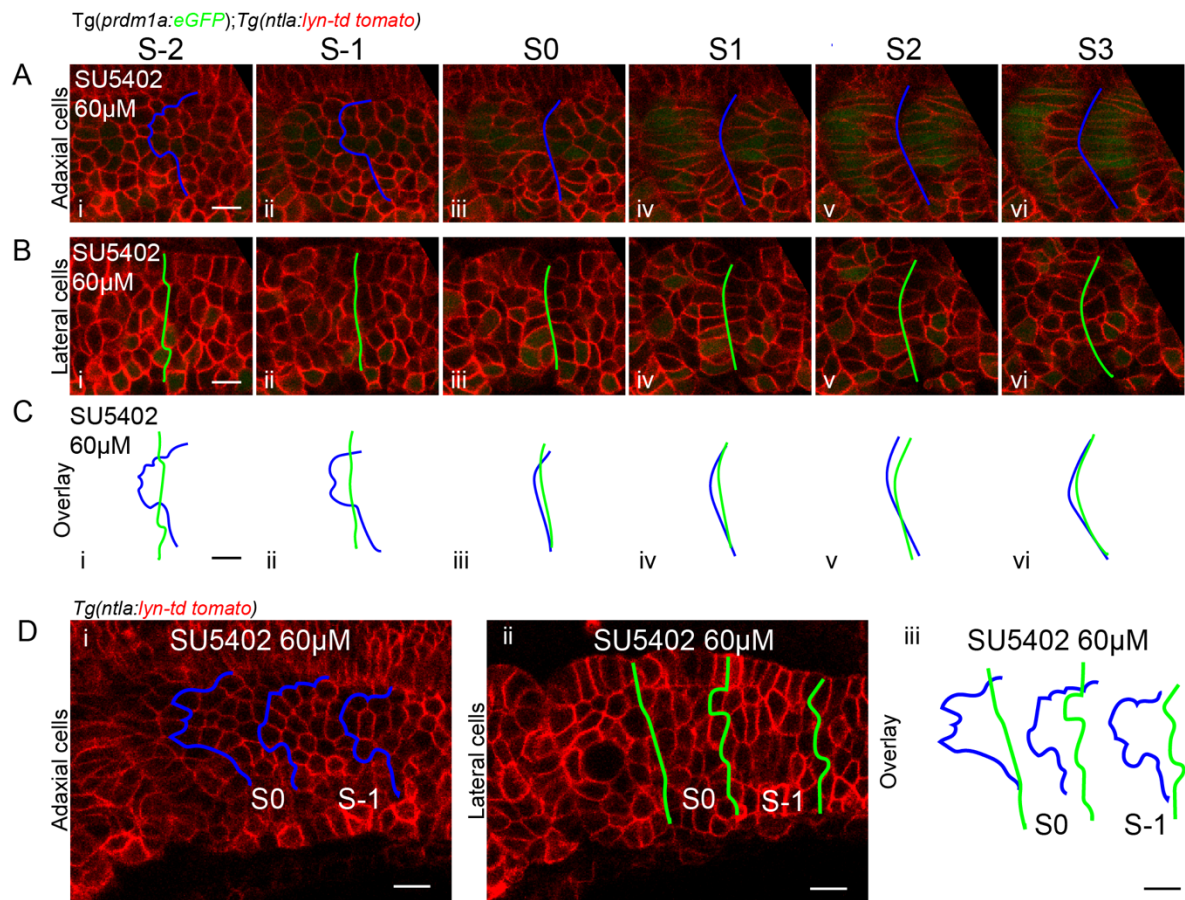 Tg(prdm1a:eGFP);Tg(ntla:lyn-td tomato)
S-2 S-1 S0 S1 S2 S3
A
SU5402
60µM
Adaxial cells
i ii iii iv v vi
B
SU5402
60µM
Lateral cells
i ii iii iv v vi
C
SU5402
60µM
Overlay
i ii iii iv v vi
Tg(ntla:lyn-td tomato)
D
i
SU5402 60µM
Adaxial cells
S0 S-1
ii
SU5402 60µM
Lateral cells
S0 S-1
iii
SU5402 60µM
Overlay
S0 S-1